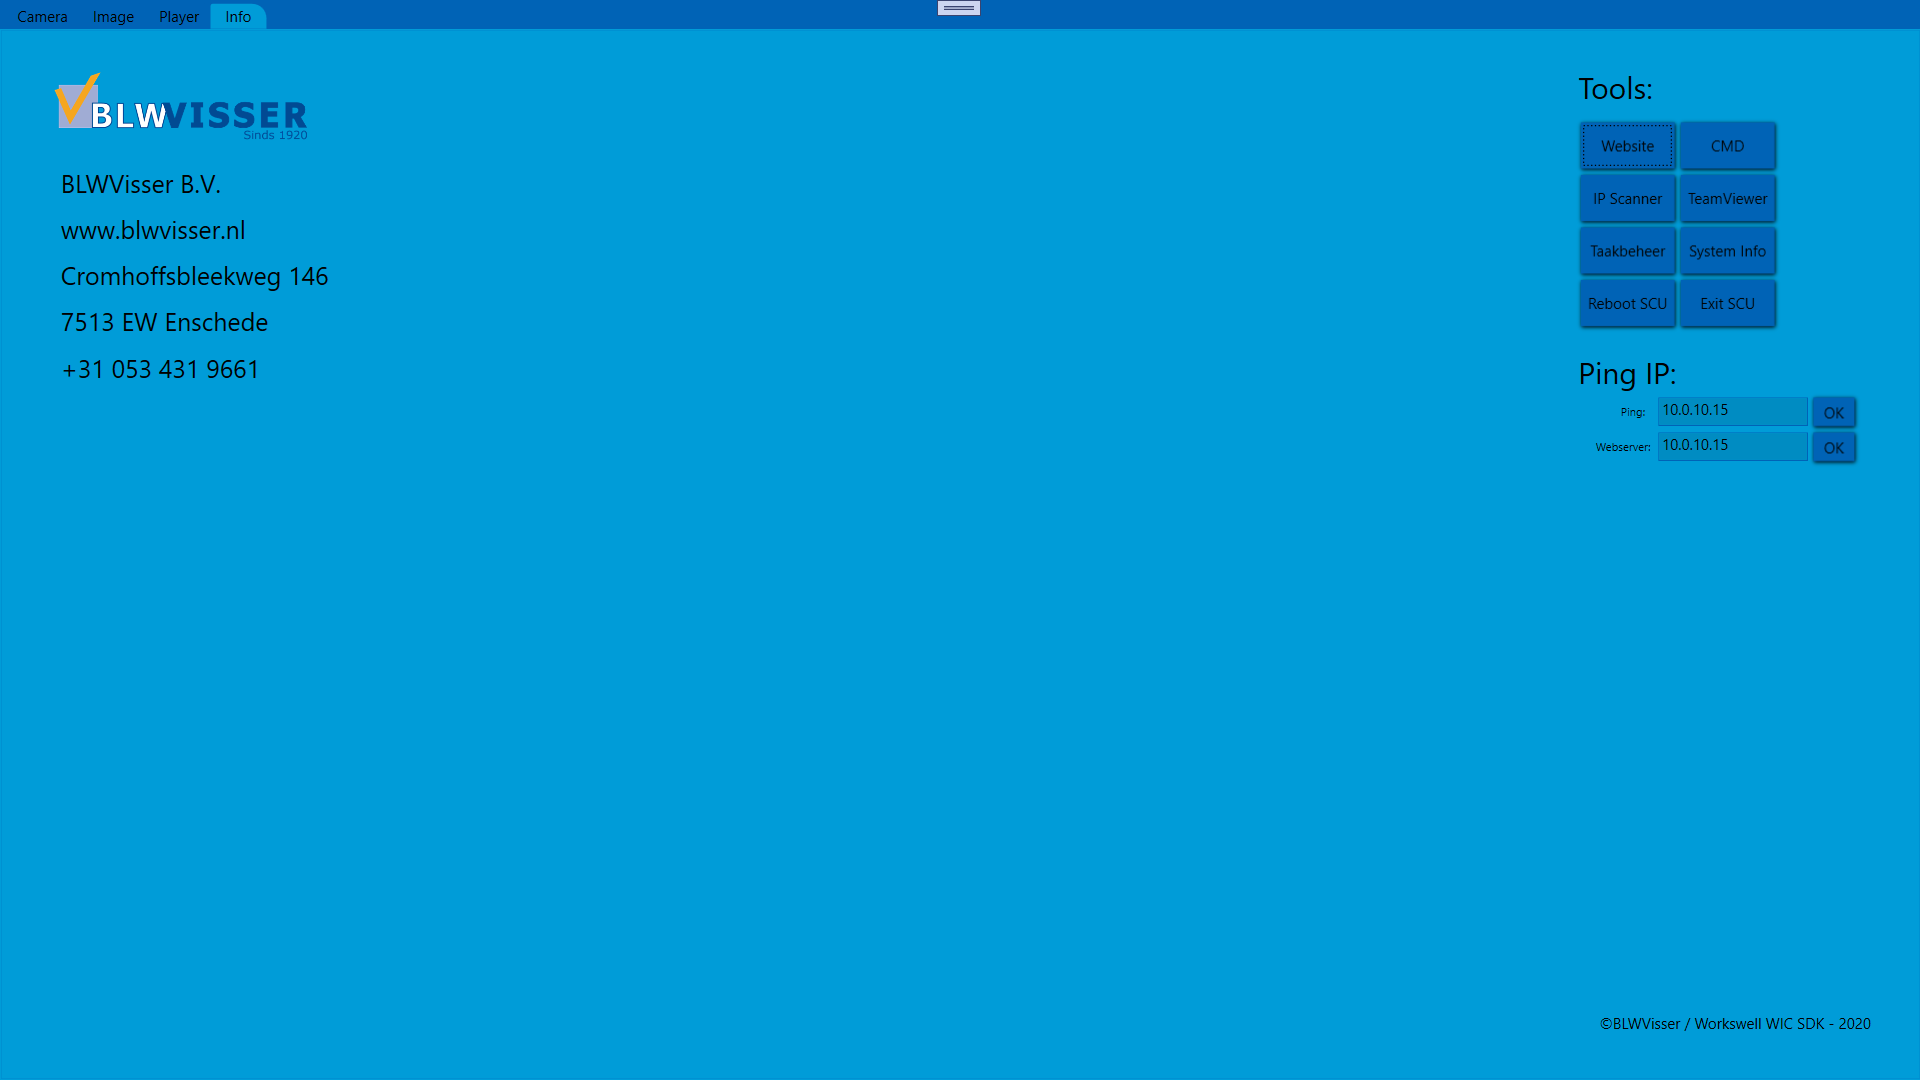 Camera Image Player Info
BLWVISSER
Sinds 1920
BLWVisser B.V.
www.blwvisser.nl
Cromhoffsbleekweg 146
7513 EW Enschede
+31 053 431 9661
Tools:
Website CMD
IP Scanner TeamViewer
Taakbeheer System Info
Reboot SCU Exit SCU
Ping IP:
Ping: 10.0.10.15 OK
Webserver: 10.0.10.15 OK
©BLWVisser / Workswell WIC SDK - 2020